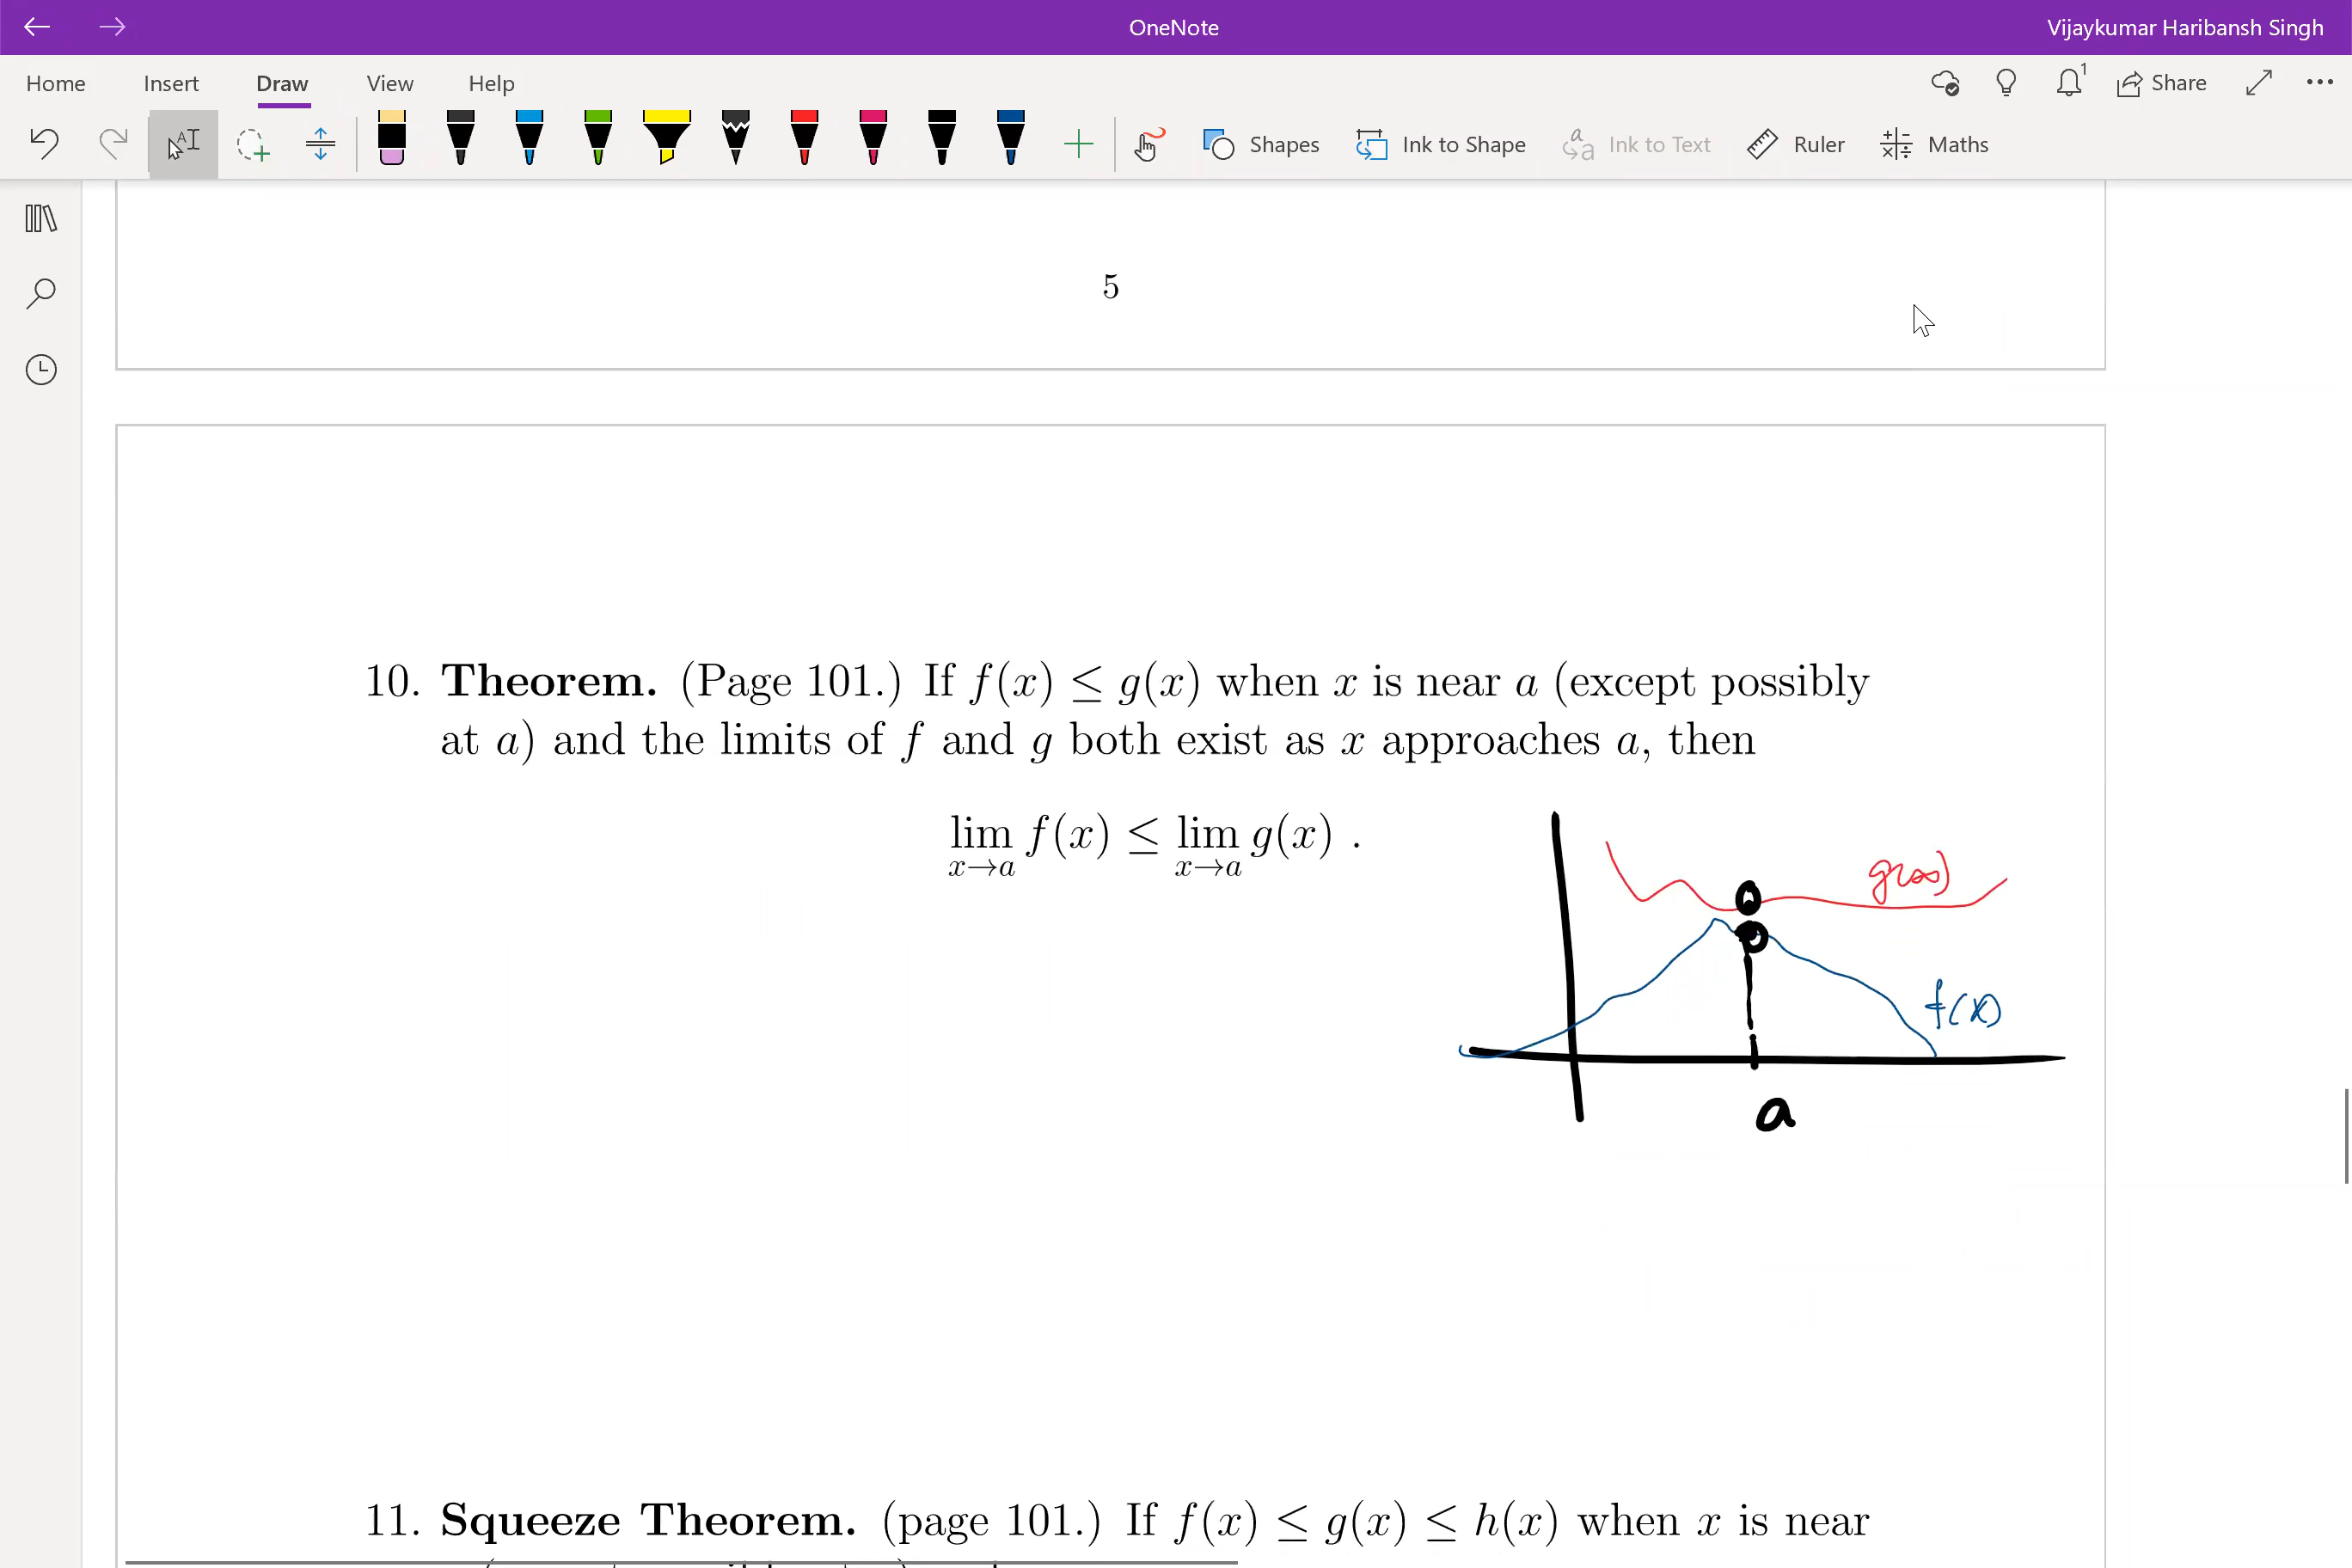 OneNote
Vijaykumar Haribansh Singh
Home Insert Draw View Help
1
Share
Shapes
Ink to Shape
Ink to Text
Ruler
Maths
5
10. Theorem. (Page 101.) If f(x) ≤ g(x) when x is near a (except possibly
at a) and the limits of f and g both exist as x approaches a, then
lim f(x) ≤ lim g(x) .
x→a x→a
g(x)
f(x)
a
11. Squeeze Theorem. (page 101.) If f(x) ≤ g(x) ≤ h(x) when x is near